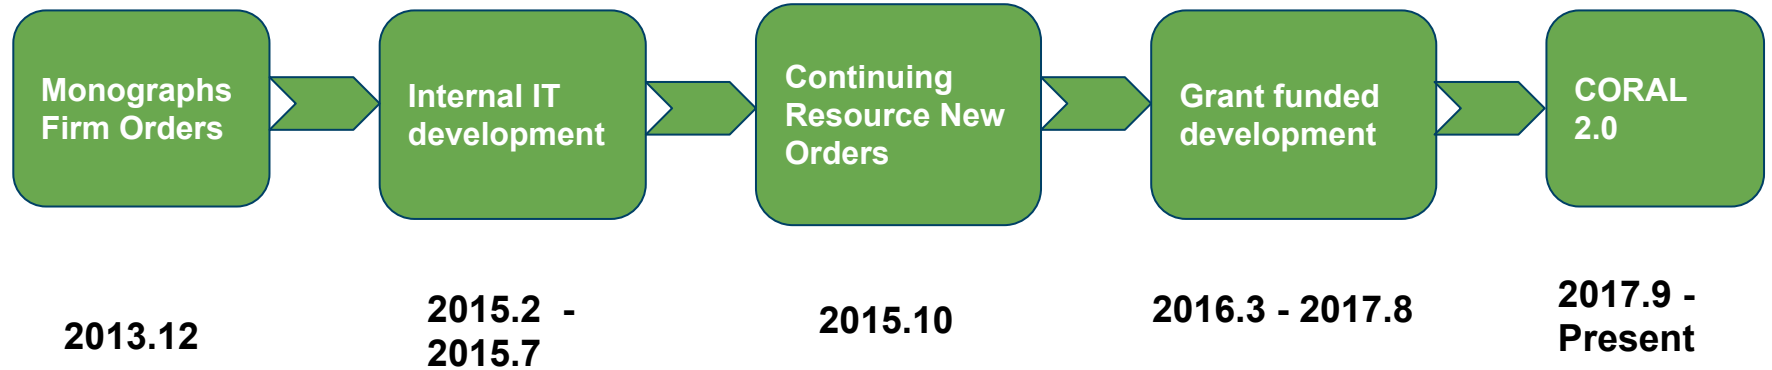 Monographs
Firm Orders
Internal IT
development
Continuing
Resource New
Orders
Grant funded
development
CORAL
2.0
2013.12
2015.2 -
2015.7
2015.10
2016.3 - 2017.8
2017.9 -
Present